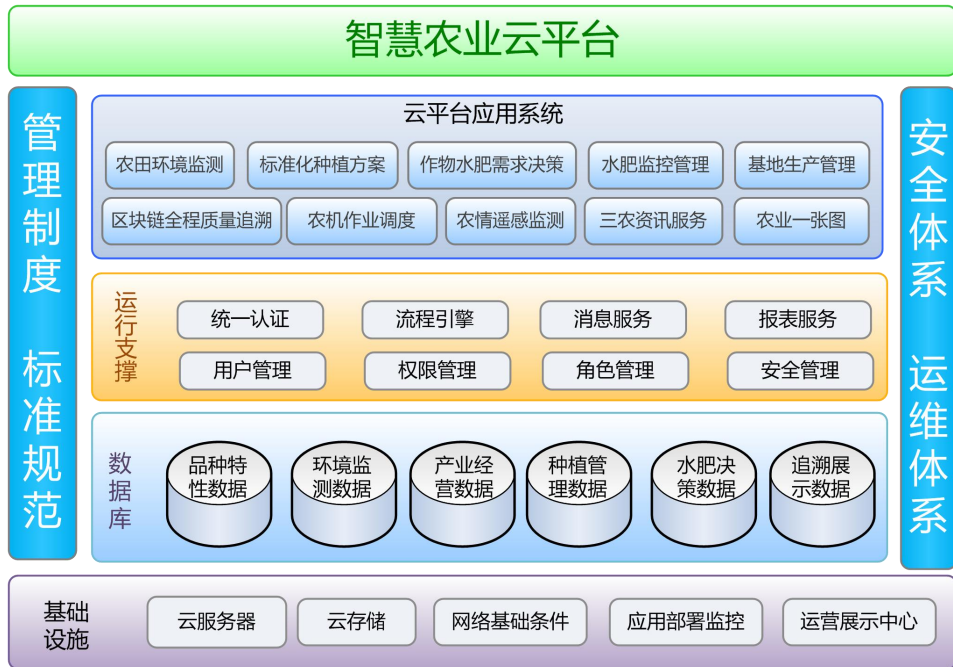 智慧农业云平台
管理制度 标准规范
云平台应用系统
农田环境监测 标准化种植方案 作物水肥需求决策 水肥监控管理 基地生产管理
区块链全程质量追溯 农机作业调度 农情遥感监测 三农资讯服务 农业一张图
运行支撑
统一认证 流程引擎 消息服务 报表服务
用户管理 权限管理 角色管理 安全管理
数据库
品种特
性数据
环境监
测数据
产业经
营数据
种植管
理数据
水肥决
策数据
追溯展
示数据
安全体系 运维体系
基础
设施
云服务器 云存储 网络基础条件 应用部署监控 运营展示中心